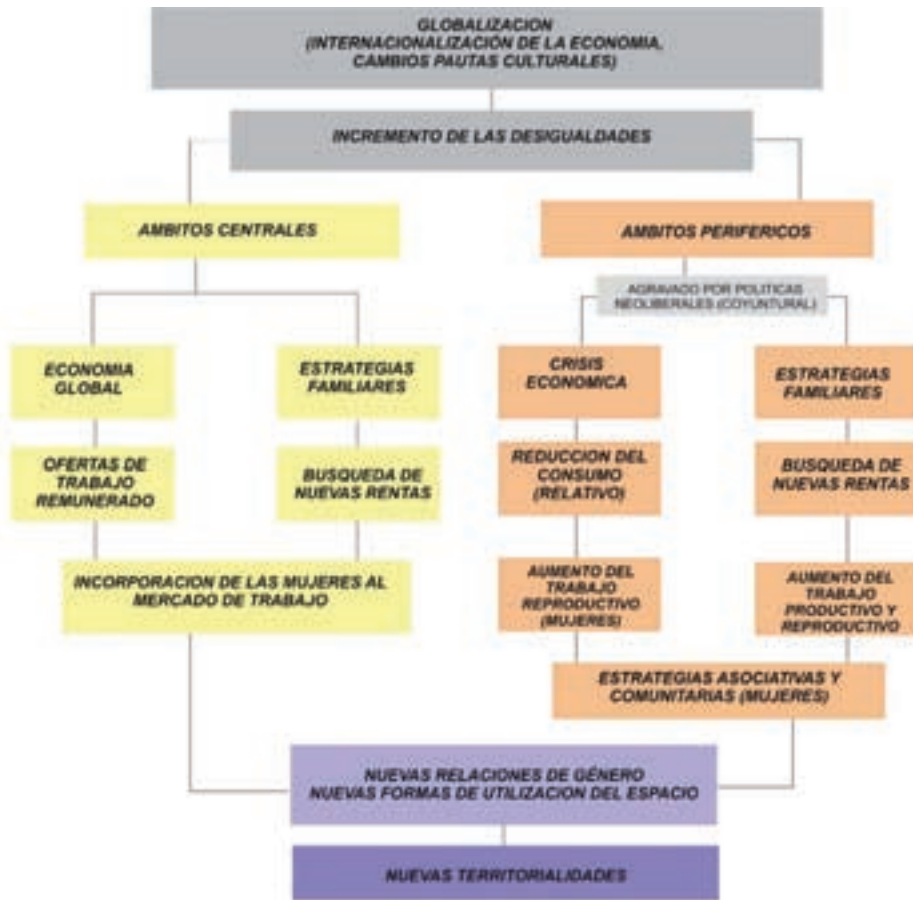 GLOBALIZACION
(INTERNACIONALIZACIÓN DE LA ECONOMIA,
CAMBIOS PAUTAS CULTURALES)
INCREMENTO DE LAS DESIGUALDADES
AMBITOS CENTRALES
AMBITOS PERIFERICOS
AGRAVADO POR POLITICAS
NEOLIBERALES (COYUNTURAL)
ECONOMIA
GLOBAL
ESTRATEGIAS
FAMILIARES
CRISIS
ECONOMICA
ESTRATEGIAS
FAMILIARES
OFERTAS DE
TRABAJO
REMUNERADO
BUSQUEDA DE
NUEVAS RENTAS
REDUCCION DEL
CONSUMO
(RELATIVO)
BUSQUEDA DE
NUEVAS RENTAS
INCORPORACION DE LAS MUJERES AL
MERCADO DE TRABAJO
AUMENTO DEL
TRABAJO
REPRODUCTIVO
(MUJERES)
AUMENTO DEL
TRABAJO
PRODUCTIVO Y
REPRODUCTIVO
ESTRATEGIAS ASOCIATIVAS Y
COMUNITARIAS (MUJERES)
NUEVAS RELACIONES DE GÉNERO
NUEVAS FORMAS DE UTILIZACION DEL ESPACIO
NUEVAS TERRITORIALIDADES